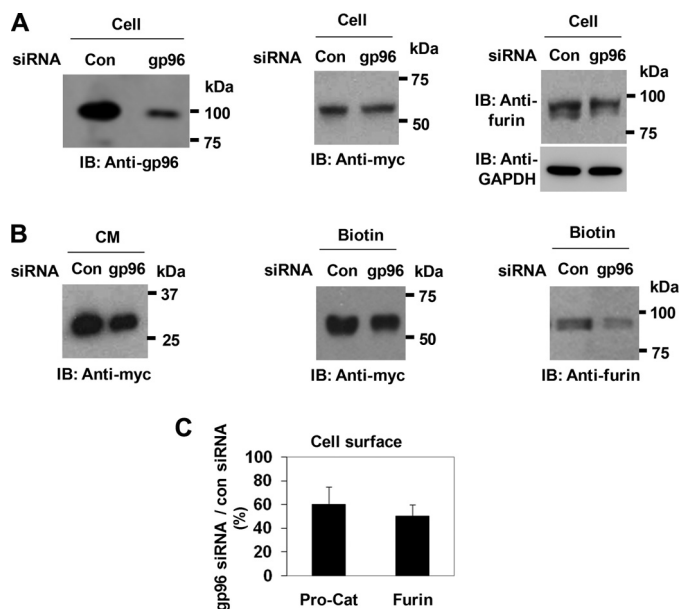 A
Cell
siRNA Con gp96
kDa
100
75
IB: Anti-gp96
Cell
siRNA Con gp96
kDa
75
50
IB: Anti-myc
Cell
siRNA Con gp96
kDa
IB: Anti-
furin
100
75
IB: Anti-
GAPDH
B
CM
siRNA Con gp96 kDa
37
25
IB: Anti-myc
Biotin
siRNA Con gp96 kDa
75
50
IB: Anti-myc
Biotin
siRNA Con gp96
kDa
100
75
IB: Anti-furin
C
Cell surface
gp96 siRNA / con siRNA
(%)
100
80
60
40
20
0
Pro-Cat Furin